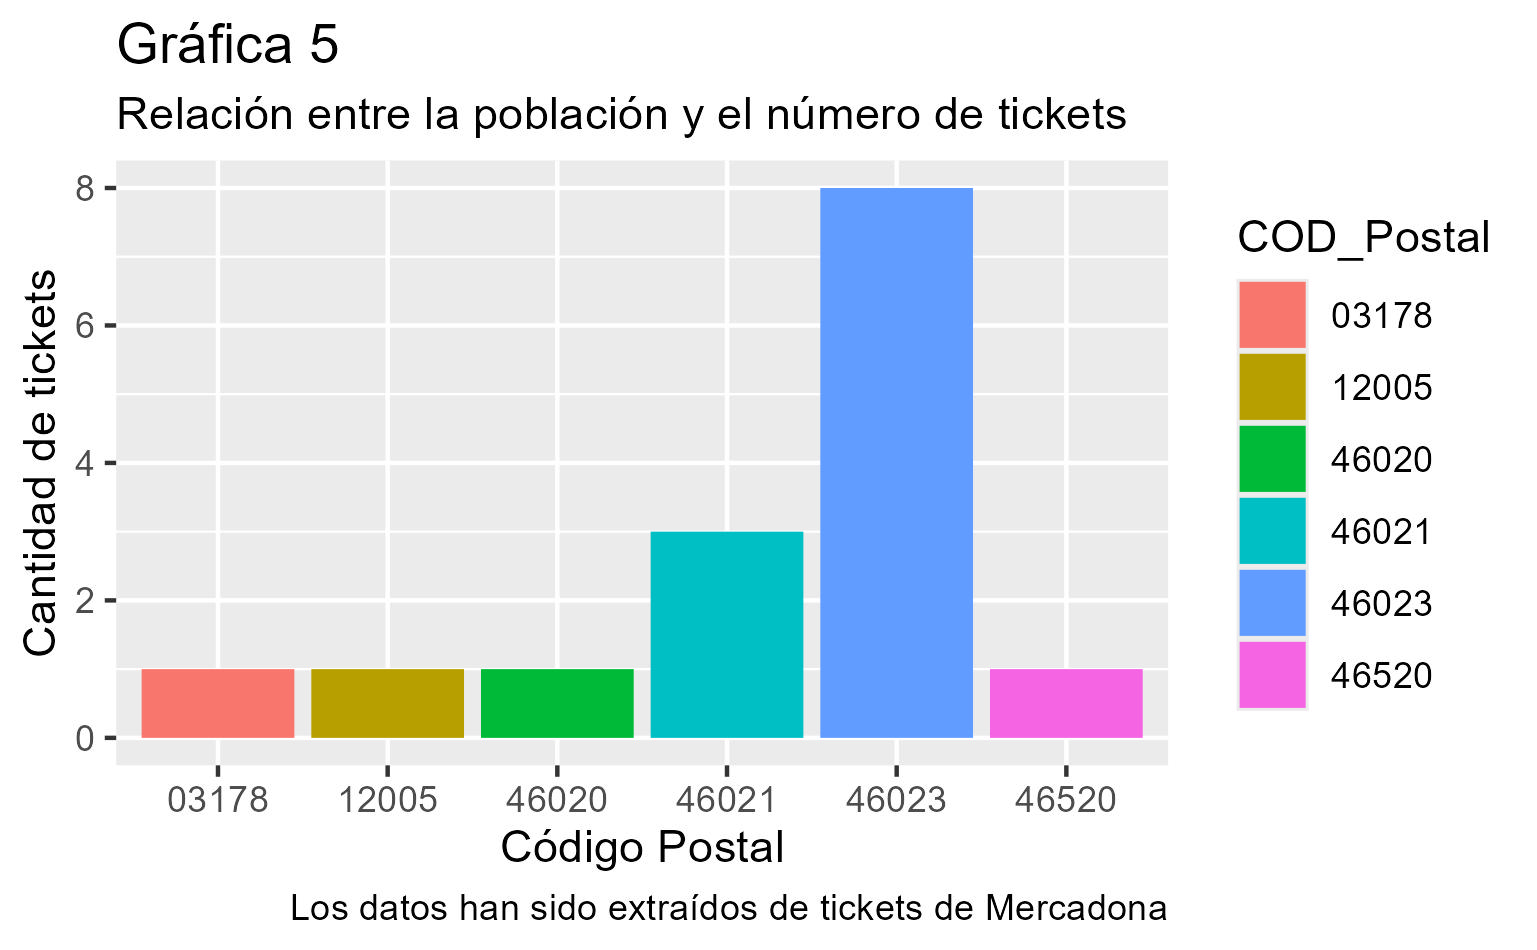 Gráfica 5
Relación entre la población y el número de tickets
8
6
4
2
0
Cantidad de tickets
03178 12005 46020 46021 46023 46520
Código Postal
Los datos han sido extraídos de tickets de Mercadona
COD_Postal
03178
12005
46020
46021
46023
46520